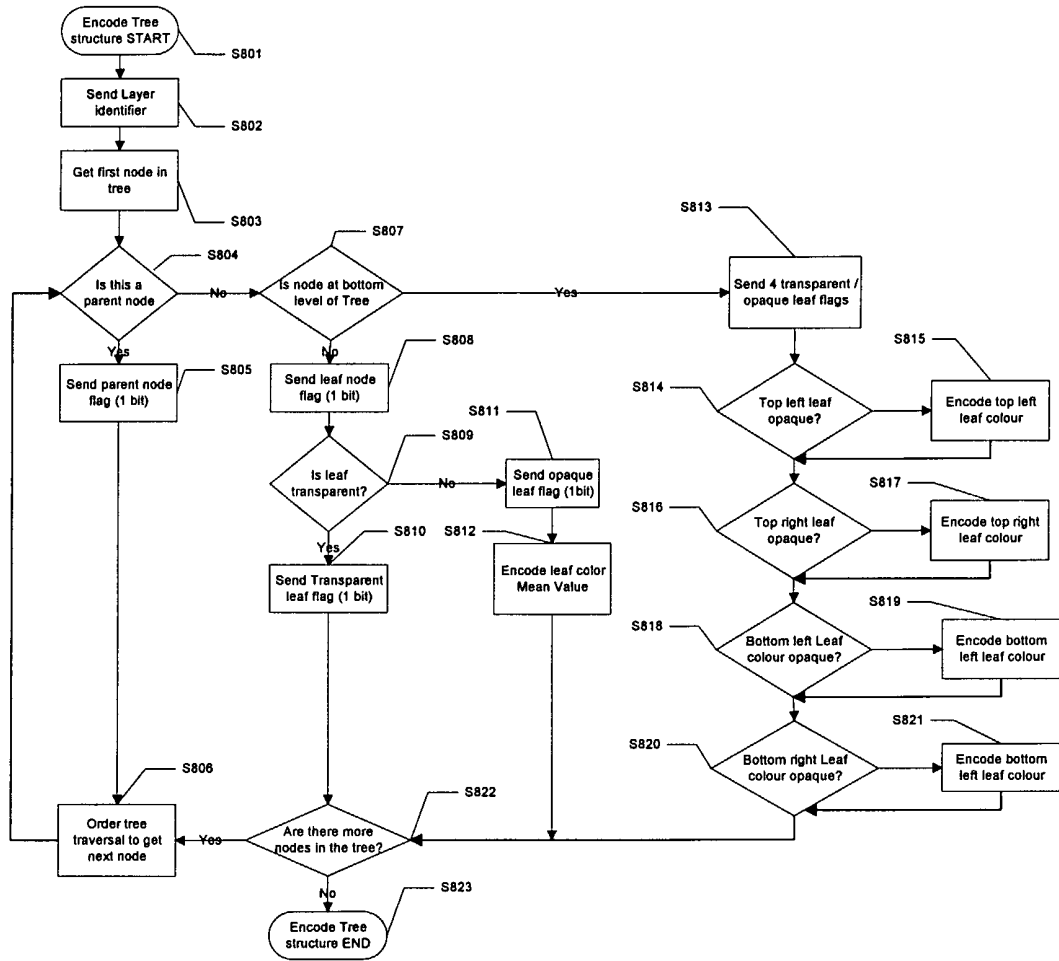 Encode Tree
structure START
S801
Send Layer
identifier
S802
Get first node in
tree
S803
S804
Is this a
parent node
No
Yes
Send parent node
flag (1 bit)
S805
S806
Order tree
traversal to get
next node
S807
Is node at bottom
level of Tree
Yes
No
S808
Send leaf node
flag (1 bit)
S809
Is leaf
transparent?
No
Yes
S810
Send Transparent
leaf flag (1 bit)
S811
Send opaque
leaf flag (1bit)
S812
Encode leaf color
Mean Value
S813
Send 4 transparent /
opaque leaf flags
S814
Top left leaf
opaque?
S815
Encode top left
leaf colour
S816
Top right leaf
opaque?
S817
Encode top right
leaf colour
S818
Bottom left Leaf
colour opaque?
S819
Encode bottom
left leaf colour
S820
Bottom right Leaf
colour opaque?
S821
Encode bottom
left leaf colour
S822
Are there more
nodes in the tree?
Yes
No
S823
Encode Tree
structure END